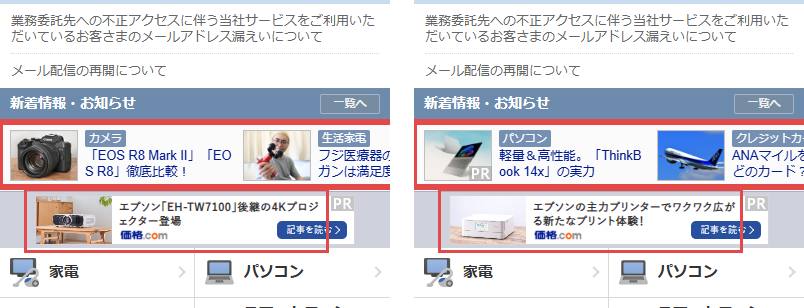 業務委託先への不正アクセスに伴う当社サービスをご利用いた
だいているお客さまのメールアドレス漏えいについて
メール配信の再開について
新着情報・お知らせ
一覧へ
カメラ
「EOS R8 Mark II」「EO
S R8」徹底比較！
生活家電
フジ医療器の
ガンは満足度
エプソン「EH-TW7100」後継の4Kプロジ
ェクター登場
価格.com
記事を読む
PR
家電
パソコン
業務委託先への不正アクセスに伴う当社サービスをご利用いた
だいているお客さまのメールアドレス漏えいについて
メール配信の再開について
新着情報・お知らせ
一覧へ
PR
パソコン
軽量＆高性能。「ThinkB
ook 14x」の実力
クレジットカー
ANAマイルを
どのカード？
エプソンの主力プリンターでワクワク広が
る新たなプリント体験！
価格.com
記事を読む
PR
家電
パソコン